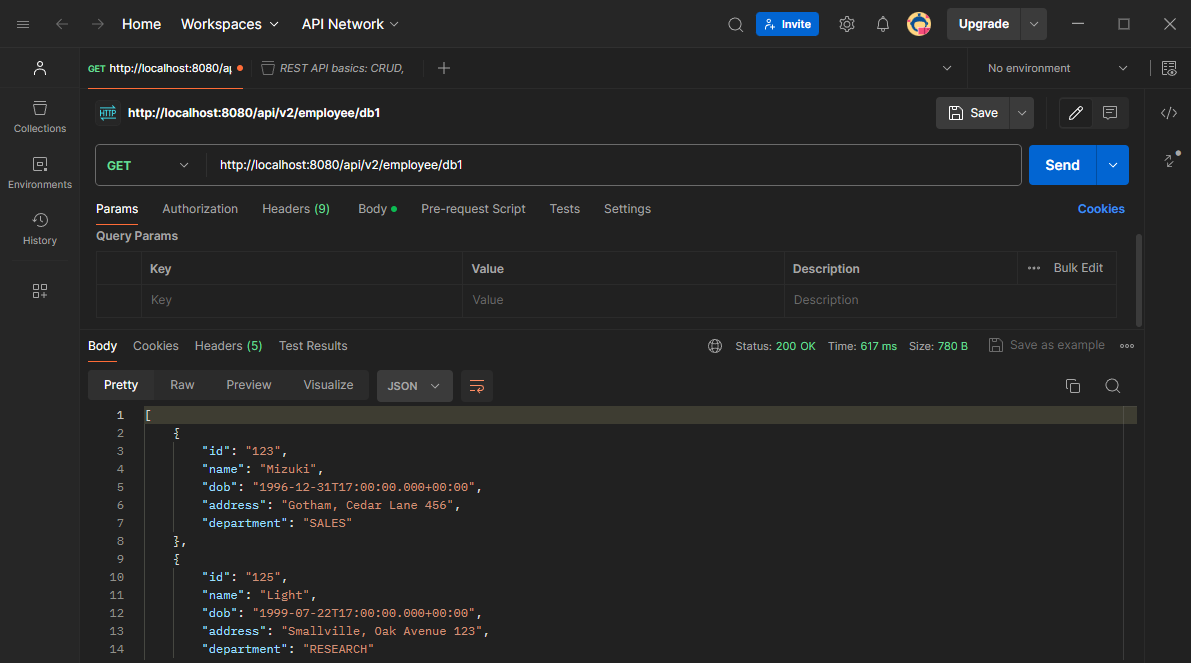 Home Workspaces API Network Invite Upgrade
GET http://localhost:8080/ap REST API basics: CRUD, No environment
HTTP http://localhost:8080/api/v2/employee/db1 Save
Collections
GET http://localhost:8080/api/v2/employee/db1 Send
Environments
Params Authorization Headers (9) Body Pre-request Script Tests Settings Cookies
History
Query Params
Key Value Description Bulk Edit
Key Value Description
Body Cookies Headers (5) Test Results Status: 200 OK Time: 617 ms Size: 780 B Save as example
Pretty Raw Preview Visualize JSON
1 [
2 {
3 "id": "123",
4 "name": "Mizuki",
5 "dob": "1996-12-31T17:00:00.000+00:00",
6 "address": "Gotham, Cedar Lane 456",
7 "department": "SALES"
8 },
9 {
10 "id": "125",
11 "name": "Light",
12 "dob": "1999-07-22T17:00:00.000+00:00",
13 "address": "Smallville, Oak Avenue 123",
14 "department": "RESEARCH"